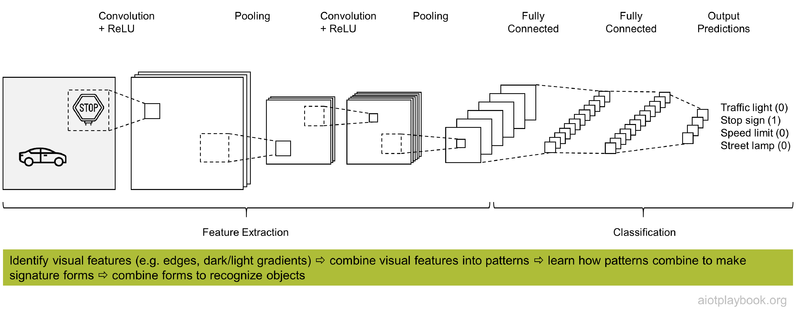 Convolution
+ ReLU
Pooling
Convolution
+ ReLU
Pooling
Fully
Connected
Fully
Connected
Output
Predictions
STOP
Traffic light (0)
Stop sign (1)
Speed limit (0)
Street lamp (0)
Feature Extraction
Classification
Identify visual features (e.g. edges, dark/light gradients) ⇨ combine visual features into patterns ⇨ learn how patterns combine to make
signature forms ⇨ combine forms to recognize objects
aiotplaybook.org